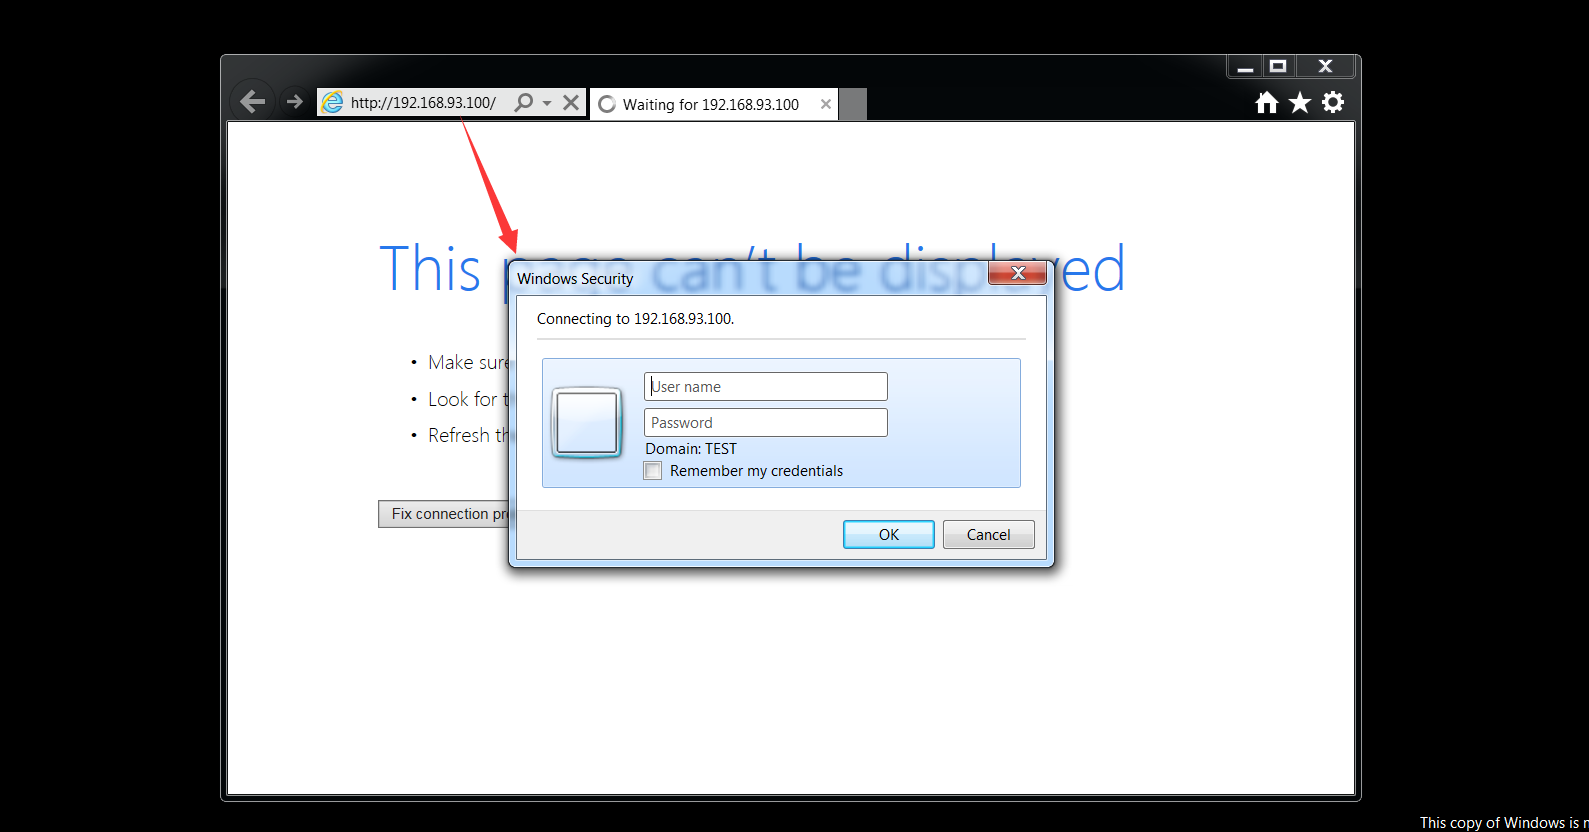 http://192.168.93.100/
Waiting for 192.168.93.100
This page can't be displayed
Windows Security
Connecting to 192.168.93.100.
Make sure
User name
Look for t
Password
Refresh th
Domain: TEST
Remember my credentials
Fix connection pr
OK
Cancel
This copy of Windows is n